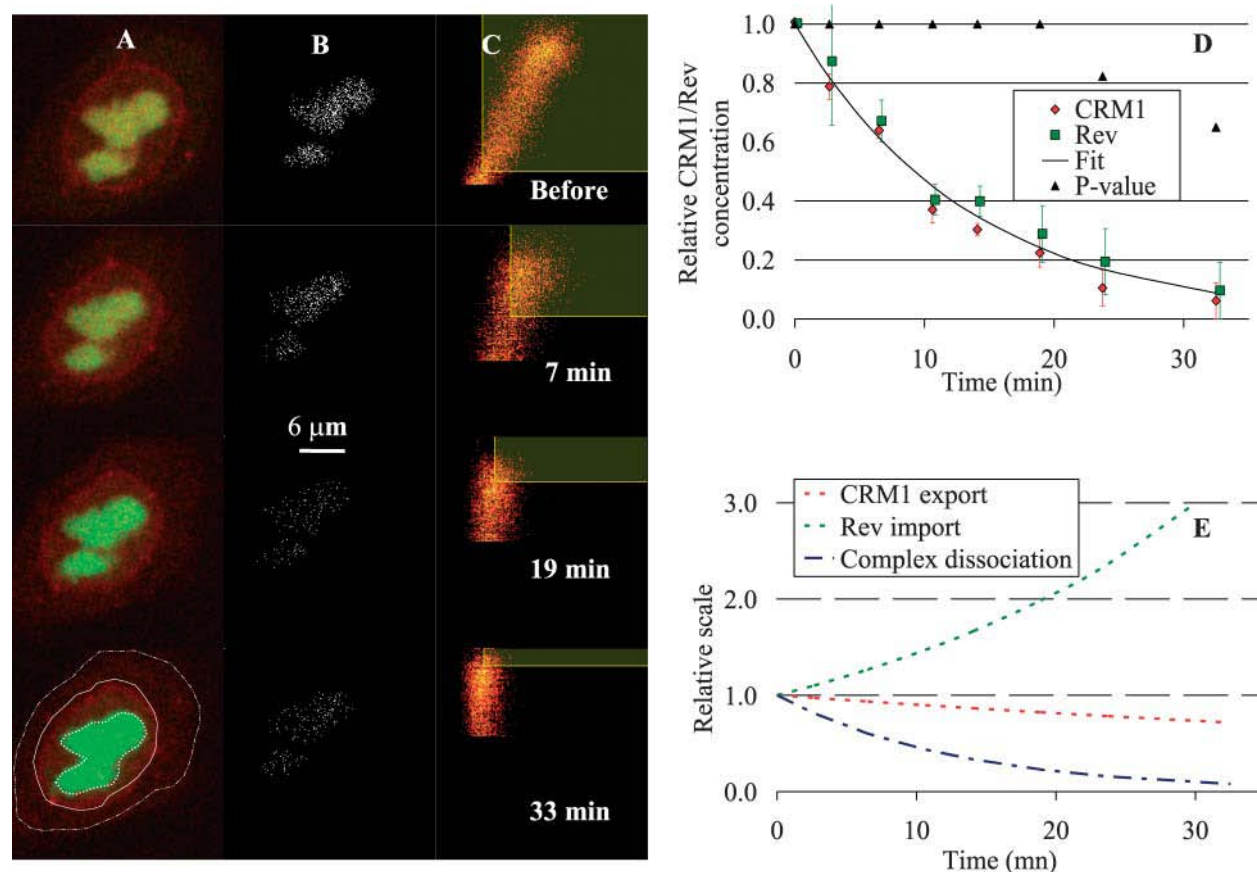 A
B
C
Before
7 min
6 μm
19 min
33 min
D
Relative CRM1/Rev
concentration
1.0
0.8
0.6
0.4
0.2
0.0
CRM1
Rev
Fit
P-value
0 10 20 30
Time (min)
E
Relative scale
3.0
2.0
1.0
0.0
CRM1 export
Rev import
Complex dissociation
0 10 20 30
Time (mn)